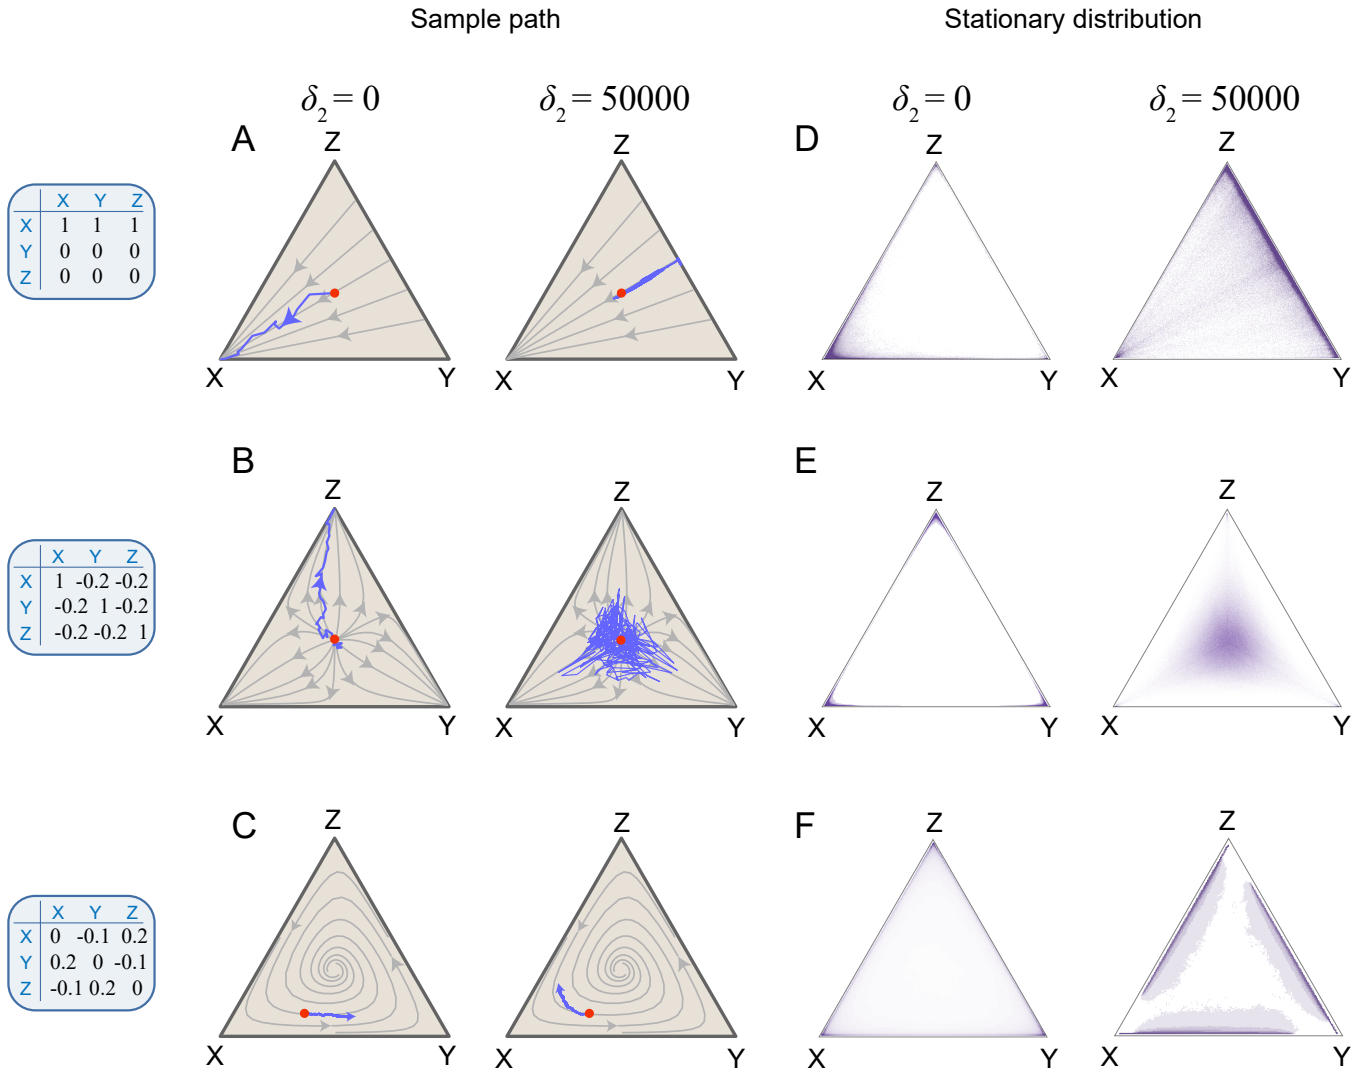 Sample path Stationary distribution
δ2 = 0 δ2 = 50000 δ2 = 0 δ2 = 50000
A D
Z Z Z Z
X Y Z
X 1 1 1
Y 0 0 0
Z 0 0 0
X Y X Y X Y X Y
B E
Z Z Z Z
X Y Z
X 1 -0.2 -0.2
Y -0.2 1 -0.2
Z -0.2 -0.2 1
X Y X Y X Y X Y
C F
Z Z Z Z
X Y Z
X 0 -0.1 0.2
Y 0.2 0 -0.1
Z -0.1 0.2 0
X Y X Y X Y X Y